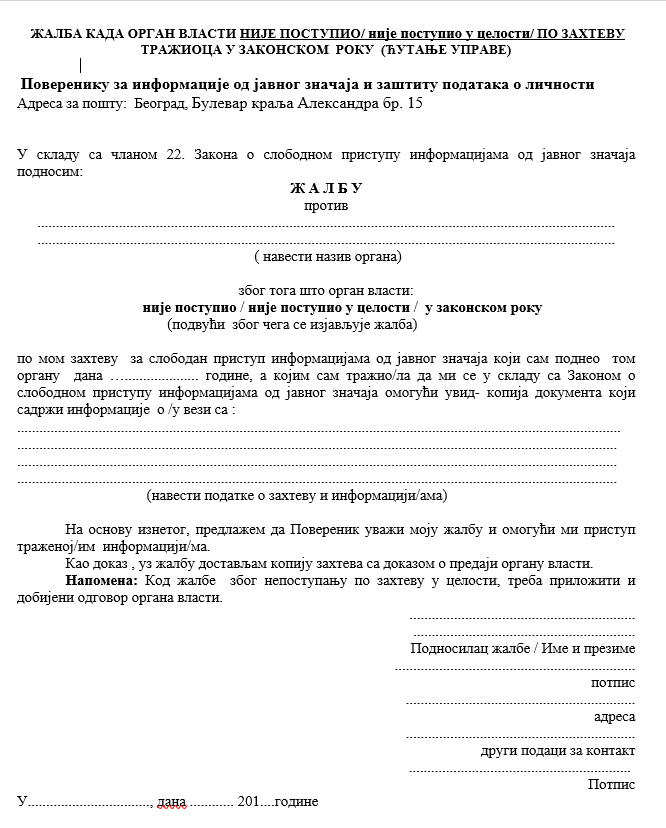 ЖАЛБА КАДА ОРГАН ВЛАСТИ НИЈЕ ПОСТУПИО/ није поступио у целости/ ПО ЗАХТЕВУ
ТРАЖИОЦА У ЗАКОНСКОМ РОКУ (ЋУТАЊЕ УПРАВЕ)
Поверенику за информације од јавног значаја и заштиту података о личности
Адреса за пошту: Београд, Булевар краља Александра бр. 15
У складу са чланом 22. Закона о слободном приступу информацијама од јавног значаја
подносим:
Ж А Л Б У
против
................................................................................................................................................
................................................................................................................................................
( навести назив органа)
због тога што орган власти:
није поступио / није поступио у целости / у законском року
(подвући због чега се изјављује жалба)
по мом захтеву за слободан приступ информацијама од јавног значаја који сам поднео том
органу дана ….................... године, а којим сам тражио/ла да ми се у складу са Законом о
слободном приступу информацијама од јавног значаја омогући увид- копија документа који
садржи информације о /у вези са :
................................................................................................................................................
................................................................................................................................................
................................................................................................................................................
................................................................................................................................................
(навести податке о захтеву и информацији/ама)
На основу изнетог, предлажем да Повереник уважи моју жалбу и омогући ми приступ
траженој/им информацији/ма.
Као доказ , уз жалбу достављам копију захтева са доказом о предаји органу власти.
Напомена: Код жалбе због непоступању по захтеву у целости, треба приложити и
добијени одговор органа власти.
.........................................................
........................................................
Подносилац жалбе / Име и презиме
.............................................................
потпис
..........................................................
адреса
..........................................................
други подаци за контакт
.........................................................
Потпис
У................................, дана ............ 201....године